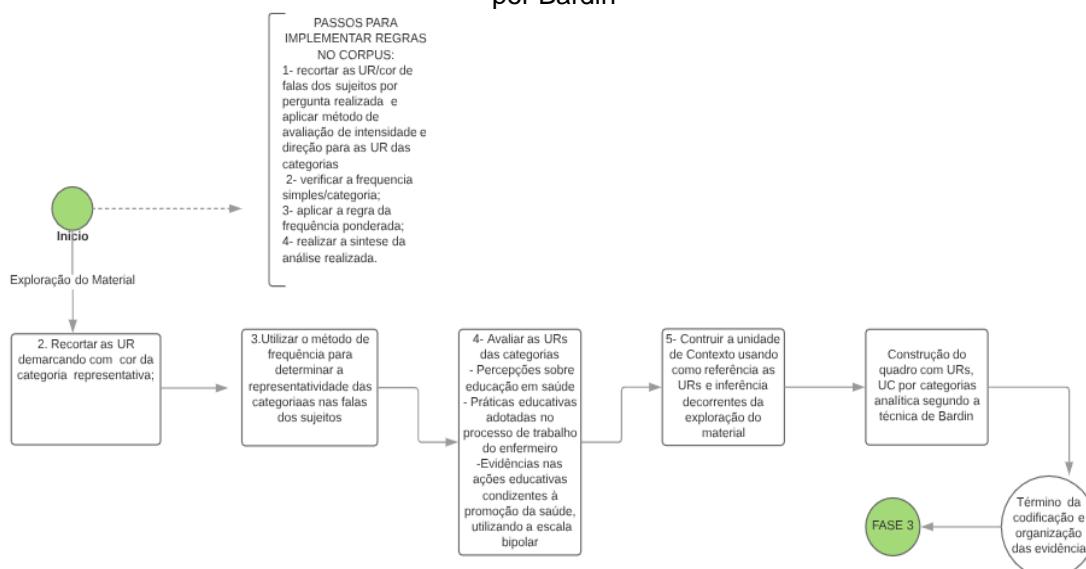 por Bardin
PASSOS PARA
IMPLEMENTAR REGRAS
NO CORPUS:
1- recortar as UR/cor de
falas dos sujeitos por
pergunta realizada e
aplicar método de
avaliação de intensidade e
direção para as UR das
categorias
2- verificar a frequencia
simples/categoria;
3- aplicar a regra da
frequência ponderada;
4- realizar a sintese da
análise realizada.
Início
Exploração do Material
2. Recortar as UR
demarcando com cor da
categoria representativa;
3.Utilizar o método de
frequência para
determinar a
representatividade das
categoriaas nas falas
dos sujeitos
4- Avaliar as URs
das categorias
- Percepções sobre
educação em saúde
- Práticas educativas
adotadas no
processo de trabalho
do enfermeiro
-Evidências nas
ações educativas
condizentes à
promoção da saúde,
utilizando a escala
bipolar
5- Contruir a unidade
de Contexto usando
como referência as
URs e inferência
decorrentes da
exploração do
material
Construção do
quadro com URs,
UC por categorias
analítica segundo a
técnica de Bardin
Término da
codificação e
organização
das evidência
FASE 3